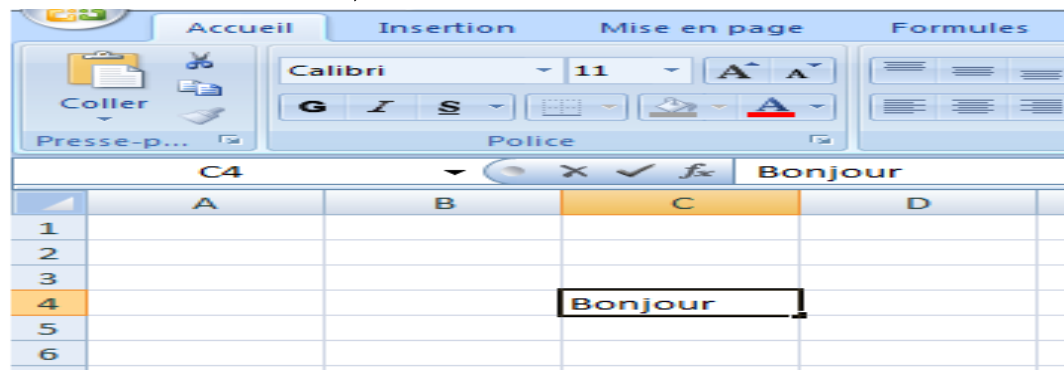 Accueil Insertion Mise en page Formules
Calibri 11 A A
Coller
G I S A
Presse-p... Police
C4 fx Bonjour
A B C D
1
2
3
4 Bonjour
5
6